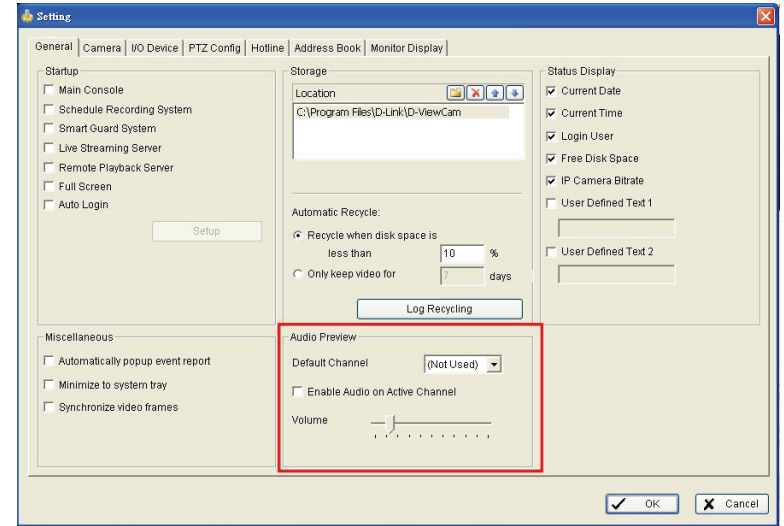 Setting
General Camera I/O Device PTZ Config Hotline Address Book Monitor Display
Startup
Main Console
Schedule Recording System
Smart Guard System
Live Streaming Server
Remote Playback Server
Full Screen
Auto Login
Setup
Storage
Location
C:\Program Files\D-Link\D-ViewCam
Automatic Recycle:
Recycle when disk space is
less than 10 %
Only keep video for 7 days
Log Recycling
Status Display
Current Date
Current Time
Login User
Free Disk Space
IP Camera Bitrate
User Defined Text 1
User Defined Text 2
Miscellaneous
Automatically popup event report
Minimize to system tray
Synchronize video frames
Audio Preview
Default Channel (Not Used)
Enable Audio on Active Channel
Volume
OK Cancel